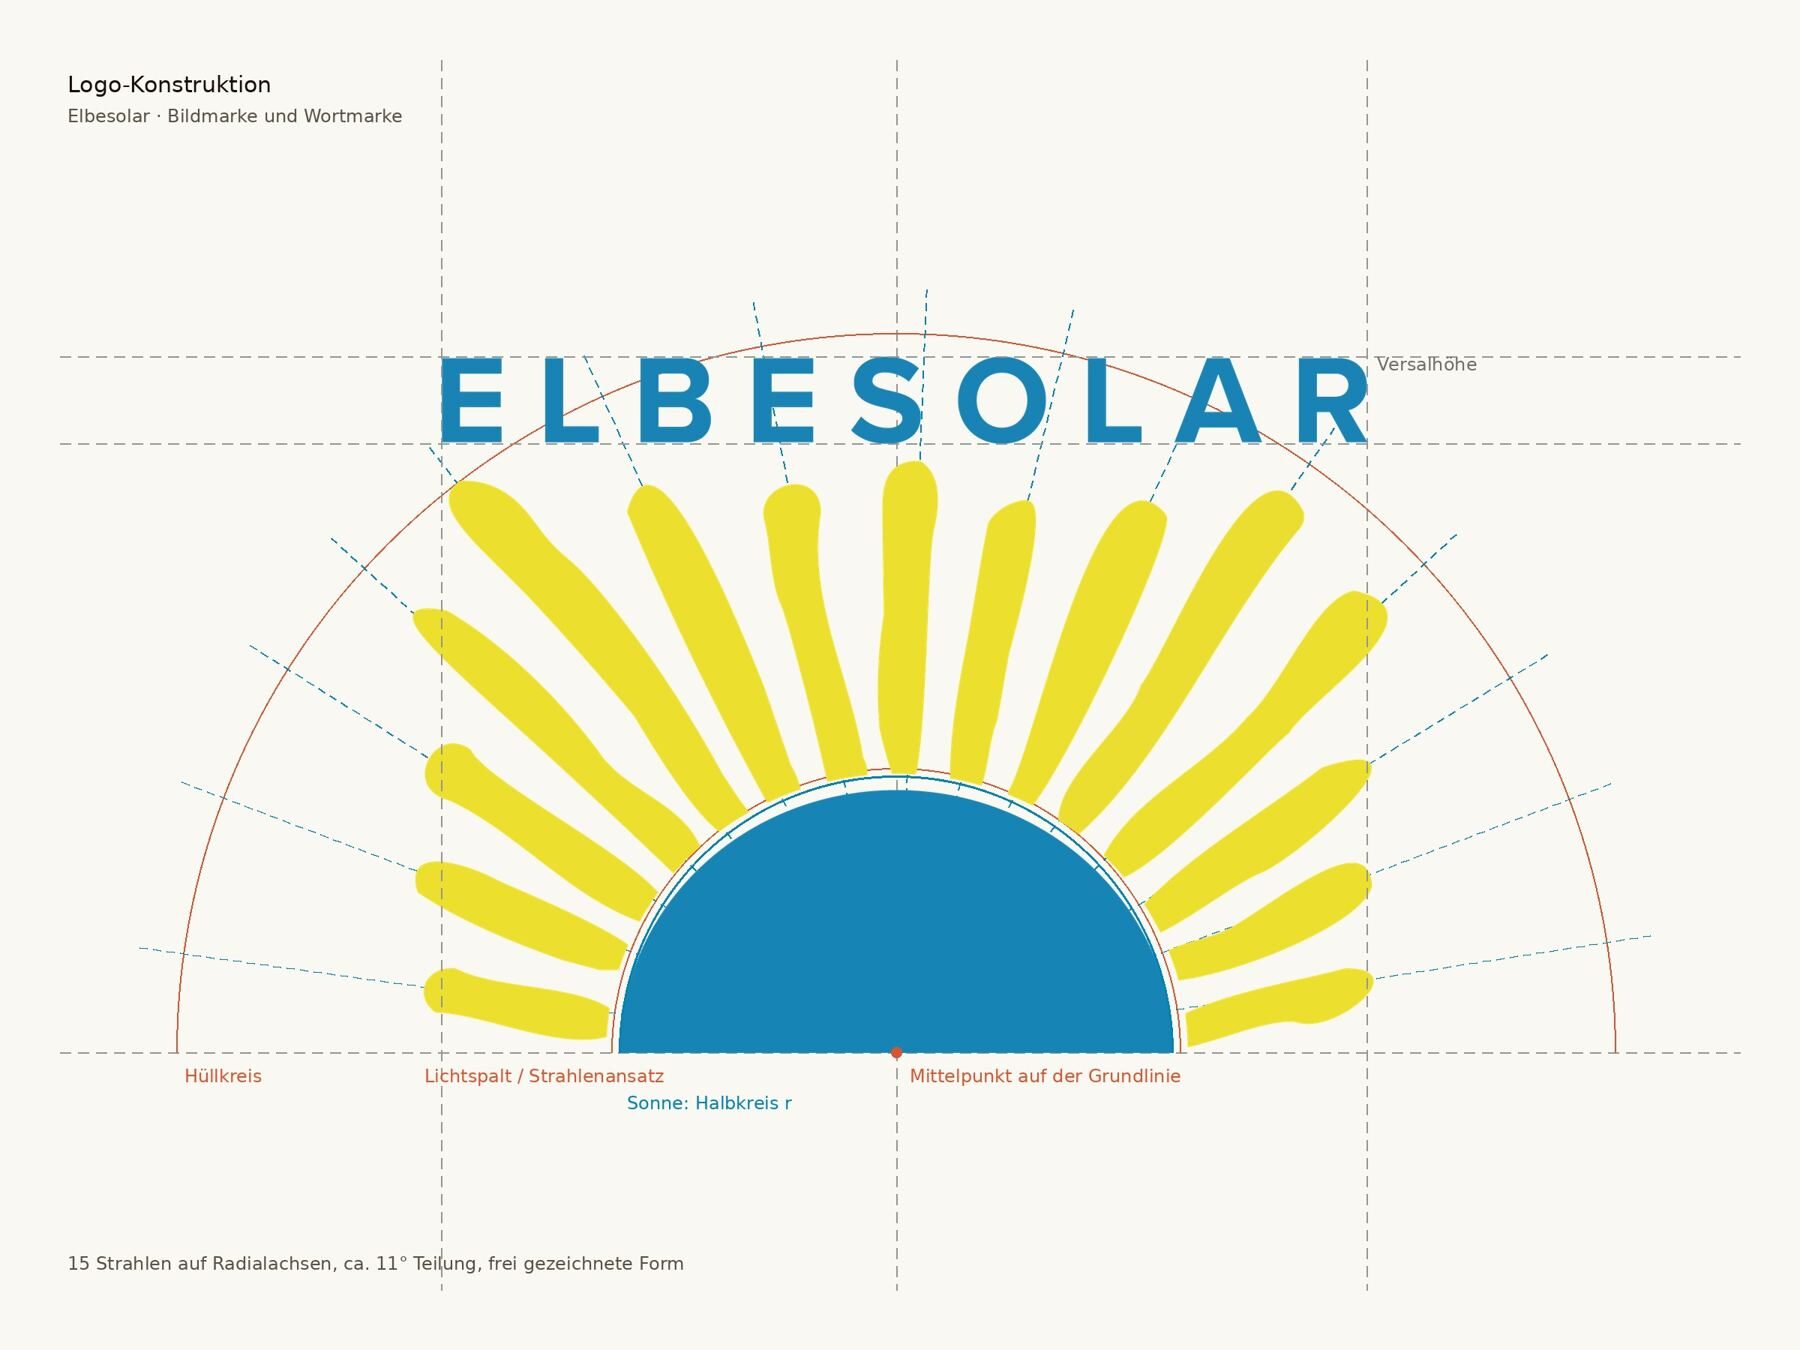 Logo-Konstruktion
Elbesolar · Bildmarke und Wortmarke
ELBESOLAR
Versalhöhe
Hüllkreis
Lichtspalt / Strahlenansatz
Mittelpunkt auf der Grundlinie
Sonne: Halbkreis r
15 Strahlen auf Radialachsen, ca. 11° Teilung, frei gezeichnete Form